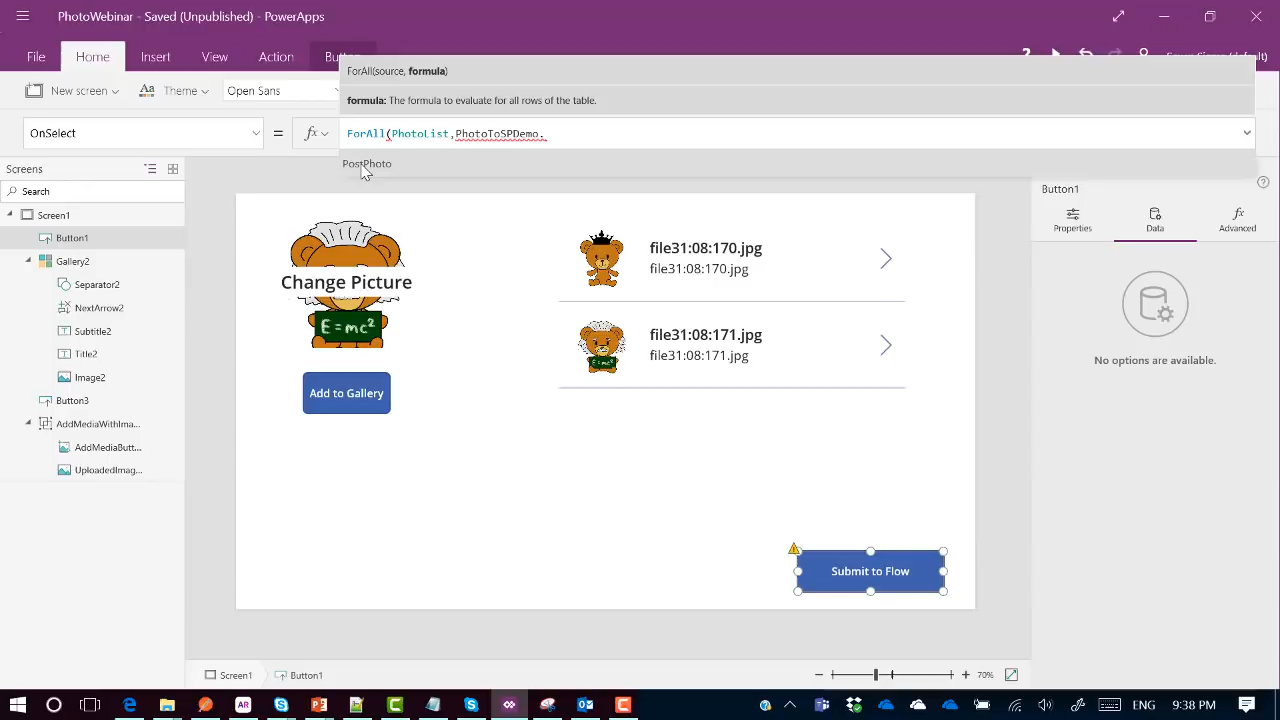 PhotoWebinar - Saved (Unpublished) - PowerApps
File
Home
Insert
View
Action
New screen
Theme
Open Sans
ForAll(source, formula)
formula: The formula to evaluate for all rows of the table.
OnSelect
=
fx
ForAll(PhotoList,PhotoToSPDemo.
PostPhoto
Screens
Search
Screen1
Button1
Gallery2
Separator2
NextArrow2
Subtitle2
Title2
Image2
Button3
AddMediaWithIma...
AddMediaButt...
UploadedImag...
Change Picture
E = mc²
Add to Gallery
file31:08:170.jpg
file31:08:170.jpg
file31:08:171.jpg
file31:08:171.jpg
Submit to Flow
Button1
Properties
Data
Advanced
No options are available.
Screen1
Button1
70%
ENG
9:38 PM